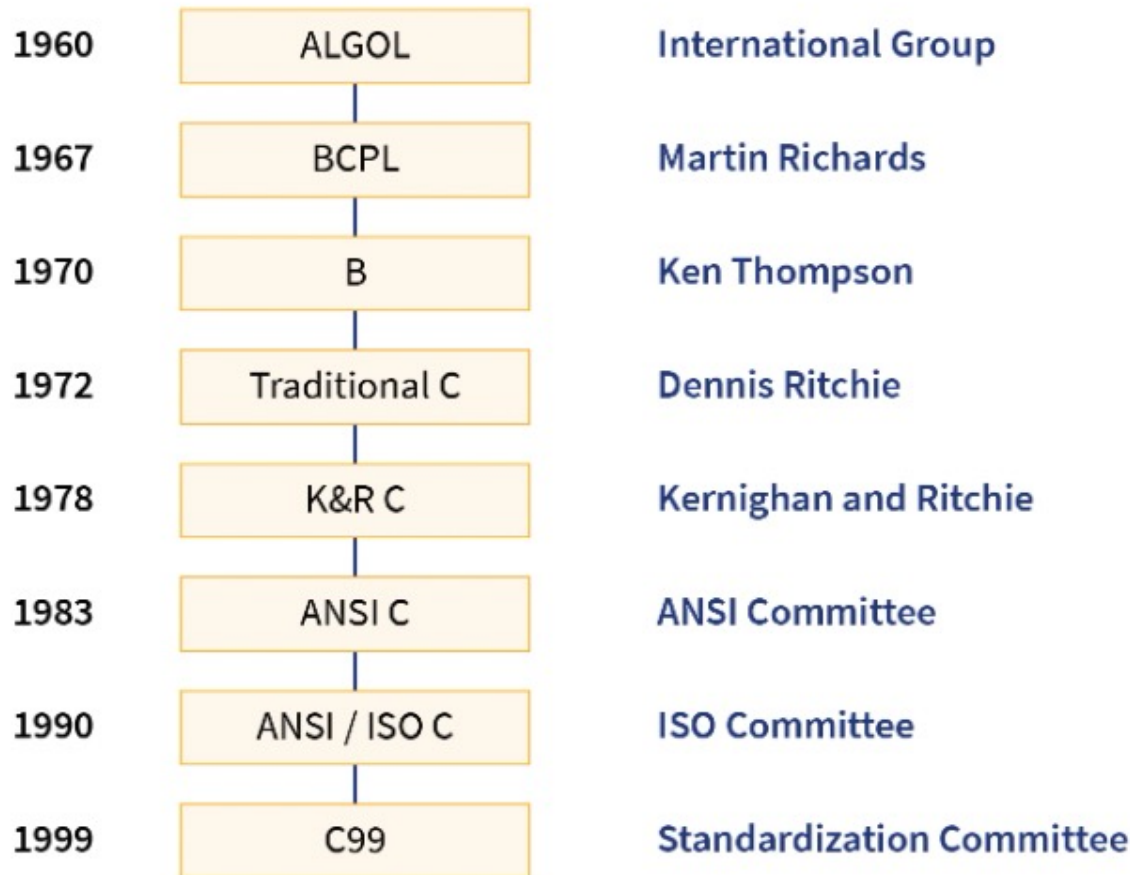 1960 ALGOL International Group
1967 BCPL Martin Richards
1970 B Ken Thompson
1972 Traditional C Dennis Ritchie
1978 K&R C Kernighan and Ritchie
1983 ANSI C ANSI Committee
1990 ANSI / ISO C ISO Committee
1999 C99 Standardization Committee